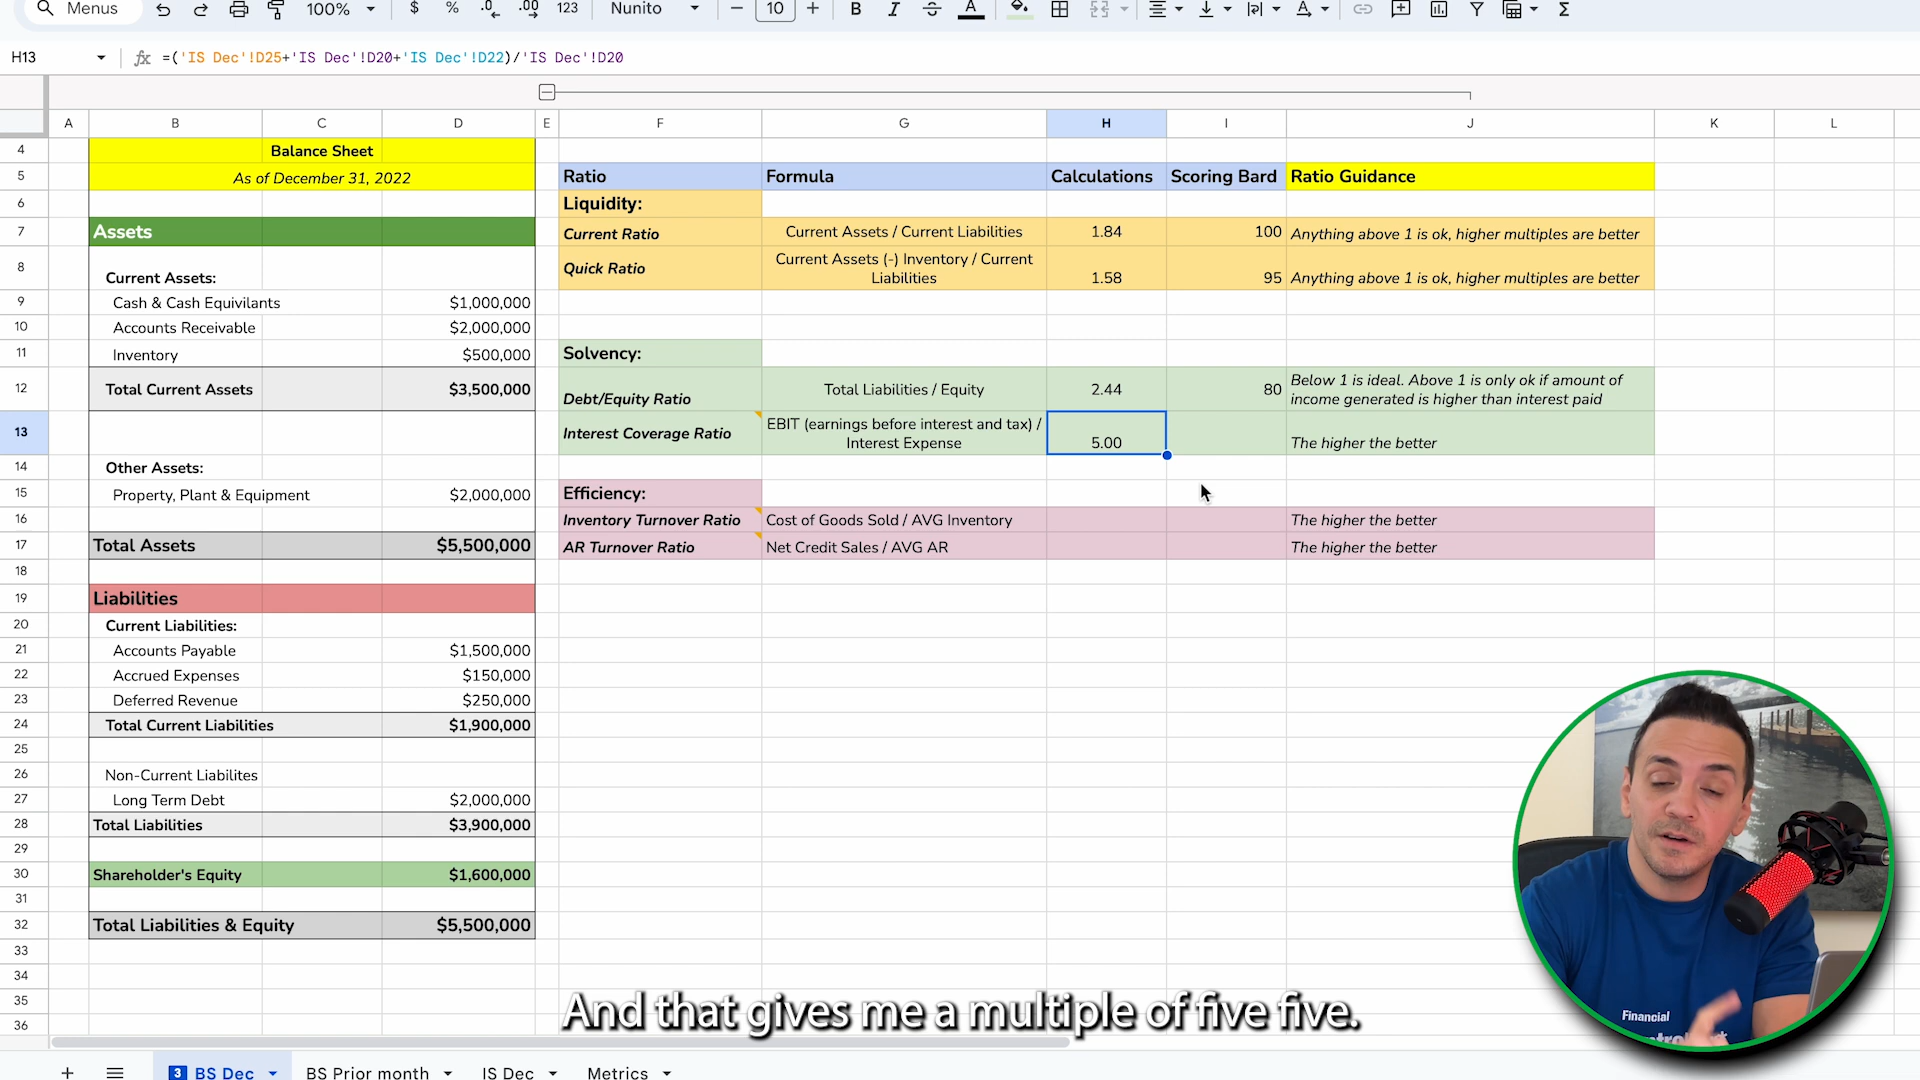 Menus 100% $ % .0 .00 123 Nunito 10 B I A A Σ
H13 fx =('IS Dec'!D25+'IS Dec'!D20+'IS Dec'!D22)/'IS Dec'!D20
A B C D E F G H I J K L
4 Balance Sheet
5 As of December 31, 2022 Ratio Formula Calculations Scoring Bard Ratio Guidance
6 Liquidity:
7 Assets Current Ratio Current Assets / Current Liabilities 1.84 100 Anything above 1 is ok, higher multiples are better
8 Current Assets: Quick Ratio Current Assets (-) Inventory / Current Liabilities 1.58 95 Anything above 1 is ok, higher multiples are better
9 Cash & Cash Equivilants $1,000,000
10 Accounts Receivable $2,000,000
11 Inventory $500,000 Solvency:
12 Total Current Assets $3,500,000 Debt/Equity Ratio Total Liabilities / Equity 2.44 80 Below 1 is ideal. Above 1 is only ok if amount of income generated is higher than interest paid
13 Interest Coverage Ratio EBIT (earnings before interest and tax) / Interest Expense 5.00 The higher the better
14 Other Assets:
15 Property, Plant & Equipment $2,000,000 Efficiency:
16 Inventory Turnover Ratio Cost of Goods Sold / AVG Inventory The higher the better
17 Total Assets $5,500,000 AR Turnover Ratio Net Credit Sales / AVG AR The higher the better
18
19 Liabilities
20 Current Liabilities:
21 Accounts Payable $1,500,000
22 Accrued Expenses $150,000
23 Deferred Revenue $250,000
24 Total Current Liabilities $1,900,000
25
26 Non-Current Liabilites
27 Long Term Debt $2,000,000
28 Total Liabilities $3,900,000
29
30 Shareholder's Equity $1,600,000
31
32 Total Liabilities & Equity $5,500,000
33
34
35
36
Financial
And that gives me a multiple of five five.
3 BS Dec BS Prior month IS Dec Metrics